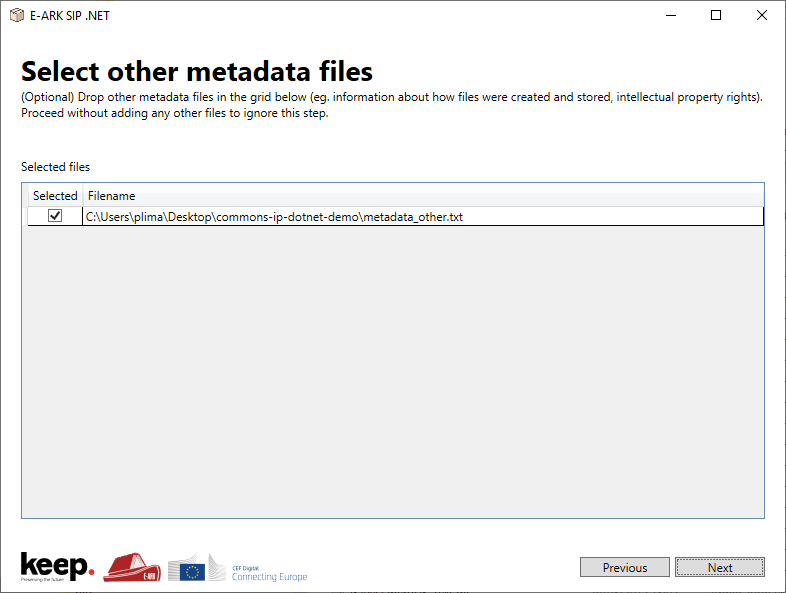 E-ARK SIP .NET
Select other metadata files
(Optional) Drop other metadata files in the grid below (eg. information about how files were created and stored, intellectual property rights).
Proceed without adding any other files to ignore this step.
Selected files
Selected Filename
C:\Users\plima\Desktop\commons-ip-dotnet-demo\metadata_other.txt
keep.
Preserving the future
E-ARK
CEF Digital
Connecting Europe
Previous Next